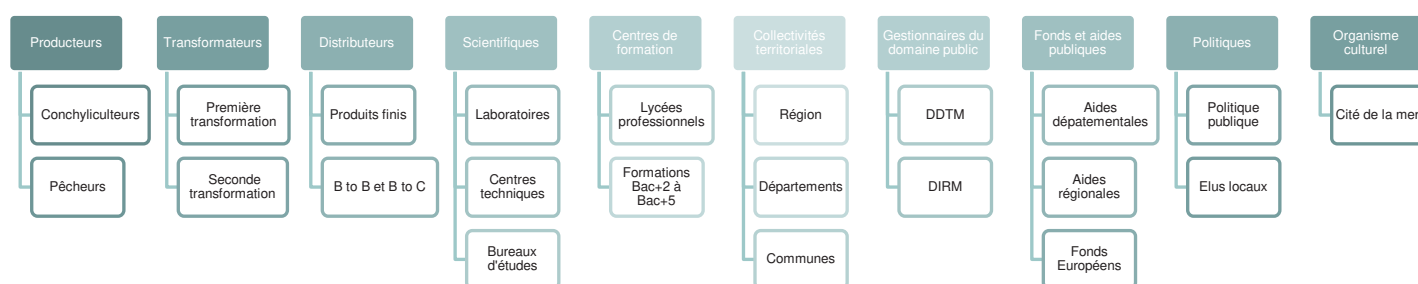 Producteurs
Conchyliculteurs
Pêcheurs
Transformateurs
Première
transformation
Seconde
transformation
Distributeurs
Produits finis
B to B et B to C
Scientifiques
Laboratoires
Centres
techniques
Bureaux
d'études
Centres de
formation
Lycées
professionnels
Formations
Bac+2 à
Bac+5
Collectivités
territoriales
Région
Départements
Communes
Gestionnaires du
domaine public
DDTM
DIRM
Fonds et aides
publiques
Aides
dépatementales
Aides
régionales
Fonds
Européens
Politiques
Politique
publique
Elus locaux
Organisme
culturel
Cité de la mer